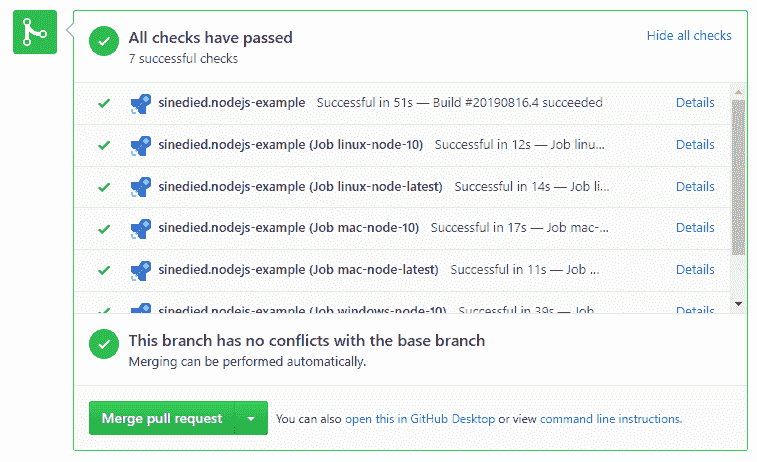 All checks have passed
7 successful checks
Hide all checks
sinedied.nodejs-example Successful in 51s — Build #20190816.4 succeeded Details
sinedied.nodejs-example (Job linux-node-10) Successful in 12s — Job linu... Details
sinedied.nodejs-example (Job linux-node-latest) Successful in 14s — Job li... Details
sinedied.nodejs-example (Job mac-node-10) Successful in 17s — Job mac-... Details
sinedied.nodejs-example (Job mac-node-latest) Successful in 11s — Job ... Details
sinedied.nodejs-example (Job windows-node-10) Successful in 39s — Job Details
This branch has no conflicts with the base branch
Merging can be performed automatically.
Merge pull request
You can also open this in GitHub Desktop or view command line instructions.